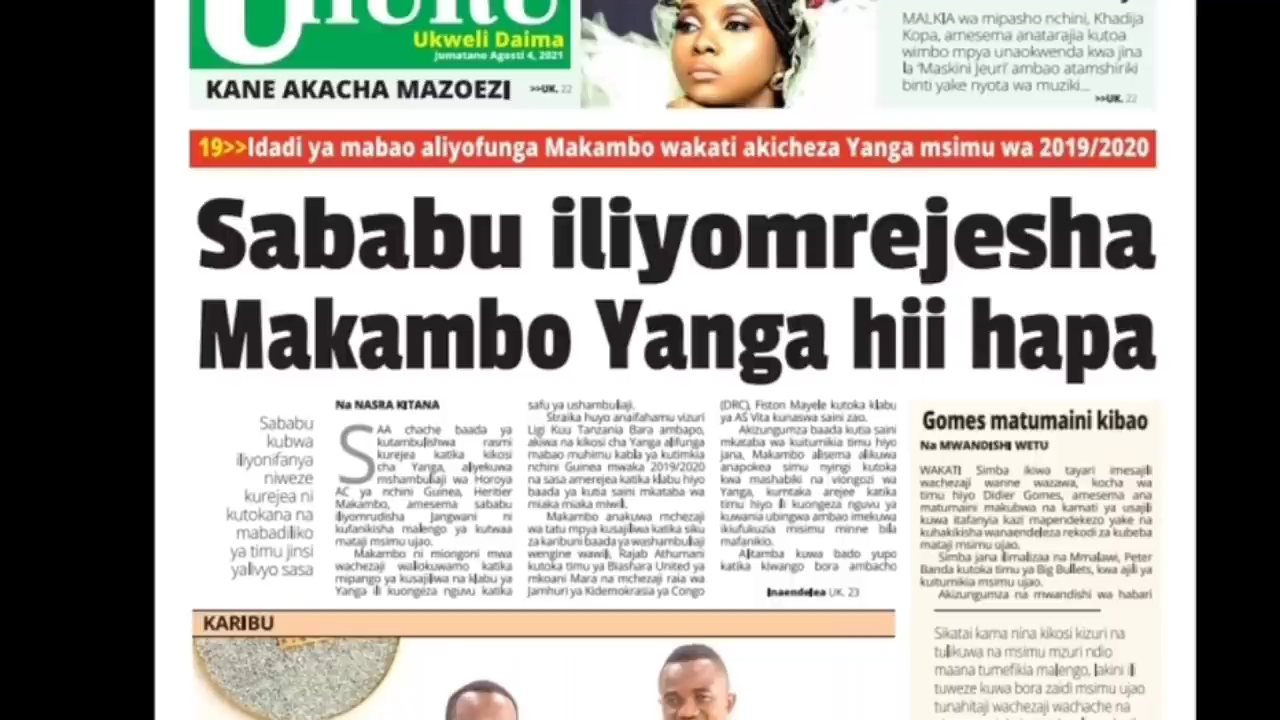 UHURU
Ukweli Daima
Jumatano Agosti 4, 2021
KANE AKACHA MAZOEZI >>UK. 22
MALKIA wa mipasho nchini, Khadija
Kopa, amesema anatarajia kutoa
wimbo mpya unaokwenda kwa jina
la 'Maskini Jeuri' ambao atamshiriki
binti yake nyota wa muziki...
>>UK. 22
19>>Idadi ya mabao aliyofunga Makambo wakati akicheza Yanga msimu wa 2019/2020
Sababu iliyomrejesha
Makambo Yanga hii hapa
Sababu
kubwa
iliyonifanya
niweze
kurejea ni
kutokana na
mabadiliko
ya timu jinsi
yalivyo sasa
Na NASRA KITANA
SAA chache baada ya
kutambulishwa rasmi
kurejea katika kikosi
cha Yanga, aliyekuwa
mshambuliaji wa Horoya
AC ya nchini Guinea, Heritier
Makambo, amesema sababu
iliyomrudisha Jangwani ni
kufanikisha malengo ya kutwaa
mataji msimu ujao.
Makambo ni miongoni mwa
wachezaji waliokuwamo katika
mipango ya kusajiliwa na klabu ya
Yanga ili kuongeza nguvu katika
safu ya ushambuliaji.
Straika huyo anaifahamu vizuri
Ligi Kuu Tanzania Bara ambapo,
akiwa na kikosi cha Yanga alifunga
mabao muhimu kabla ya kutimkia
nchini Guinea mwaka 2019/2020
na sasa amerejea katika klabu hiyo
baada ya kutia saini mkataba wa
miaka miaka miwili.
Makambo anakuwa mchezaji
wa tatu mpya kusajiliwa katika siku
za karibuni baada ya washambuliaji
wengine wawili, Rajab Athumani
kutoka timu ya Biashara United ya
mkoani Mara na mchezaji raia wa
Jamhuri ya Kidemokrasia ya Congo
(DRC), Fiston Mayele kutoka klabu
ya AS Vita kunaswa saini zao.
Akizungumza baada kutia saini
mkataba wa kuitumikia timu hiyo
jana, Makambo alisema alikuwa
anapokea simu nyingi kutoka
kwa mashabiki na viongozi wa
Yanga, kumtaka arejee katika
timu hiyo ili kuongeza nguvu ya
kuwania ubingwa ambao imekuwa
ikiufukuzia misimu minne bila
mafanikio.
Alitamba kuwa bado yupo
katika kiwango bora ambacho
Inaendelea UK. 23
Gomes matumaini kibao
Na MWANDISHI WETU
WAKATI Simba ikiwa tayari imesajili
wachezaji wanne wazawa, kocha wa
timu hiyo Didier Gomes, amesema ana
matumaini makubwa na kamati ya usajili
kuwa itafanyia kazi mapendekezo yake na
kuhakikisha wanaendeleza rekodi za kubeba
mataji msimu ujao.
Simba jana ilimalizana na Mmalawi, Peter
Banda kutoka timu ya Big Bullets, kwa ajili ya
kuitumikia msimu ujao.
Akizungumza na mwandishi wa habari
Sikatai kama nina kikosi kizuri na
tulikuwa na msimu mzuri ndio
maana tumefikia malengo, lakini ili
tuweze kuwa bora zaidi msimu ujao
tunahitaji wachezaji wachache na
KARIBU